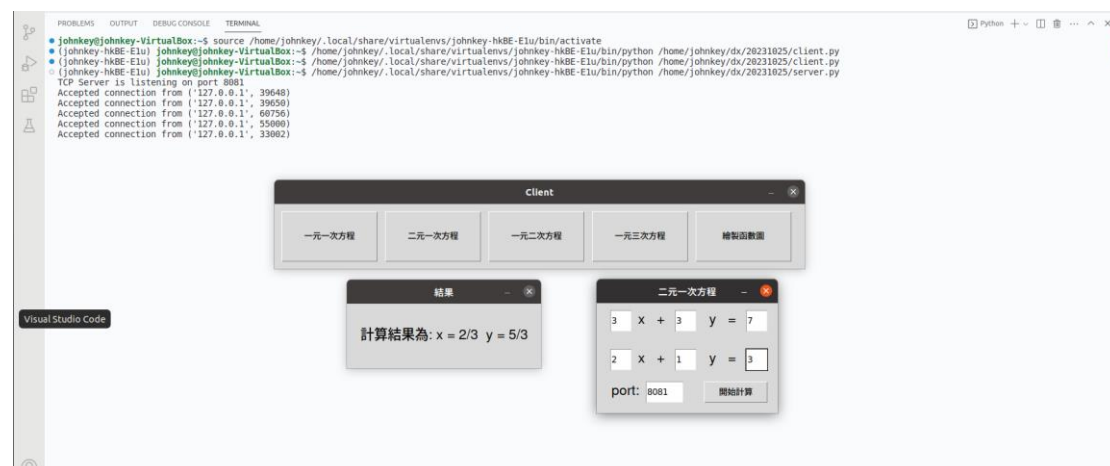 PROBLEMS OUTPUT DEBUG CONSOLE TERMINAL
Python
johnkey@johnkey-VirtualBox:~$ source /home/johnkey/.local/share/virtualenvs/johnkey-hkBE-E1u/bin/activate
(johnkey-hkBE-E1u) johnkey@johnkey-VirtualBox:~$ /home/johnkey/.local/share/virtualenvs/johnkey-hkBE-E1u/bin/python /home/johnkey/dx/20231025/client.py
(johnkey-hkBE-E1u) johnkey@johnkey-VirtualBox:~$ /home/johnkey/.local/share/virtualenvs/johnkey-hkBE-E1u/bin/python /home/johnkey/dx/20231025/client.py
(johnkey-hkBE-E1u) johnkey@johnkey-VirtualBox:~$ /home/johnkey/.local/share/virtualenvs/johnkey-hkBE-E1u/bin/python /home/johnkey/dx/20231025/server.py
TCP Server is listening on port 8081
Accepted connection from ('127.0.0.1', 39648)
Accepted connection from ('127.0.0.1', 39650)
Accepted connection from ('127.0.0.1', 60756)
Accepted connection from ('127.0.0.1', 55000)
Accepted connection from ('127.0.0.1', 33002)
Client
一元一次方程 二元一次方程 一元二次方程 一元三次方程 繪製函數圖
結果
計算結果為: x = 2/3 y = 5/3
二元一次方程
3 x + 3 y = 7
2 x + 1 y = 3
port: 8081 開始計算
Visual Studio Code